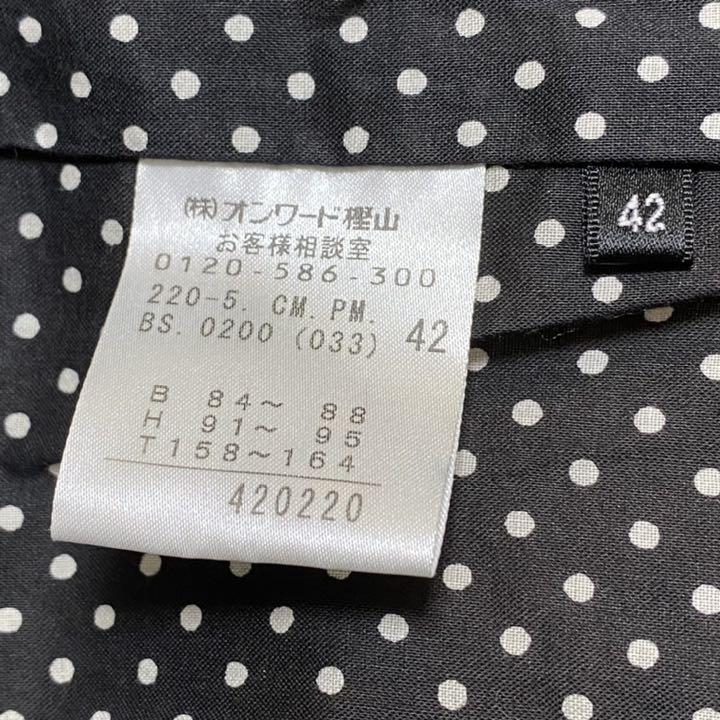 (株)オンワード樫山
お客様相談室
0120-586-300
220-5. CM. PM.
BS. 0200 (033) 42
B 84～ 88
H 91～ 95
T158～164
420220
42